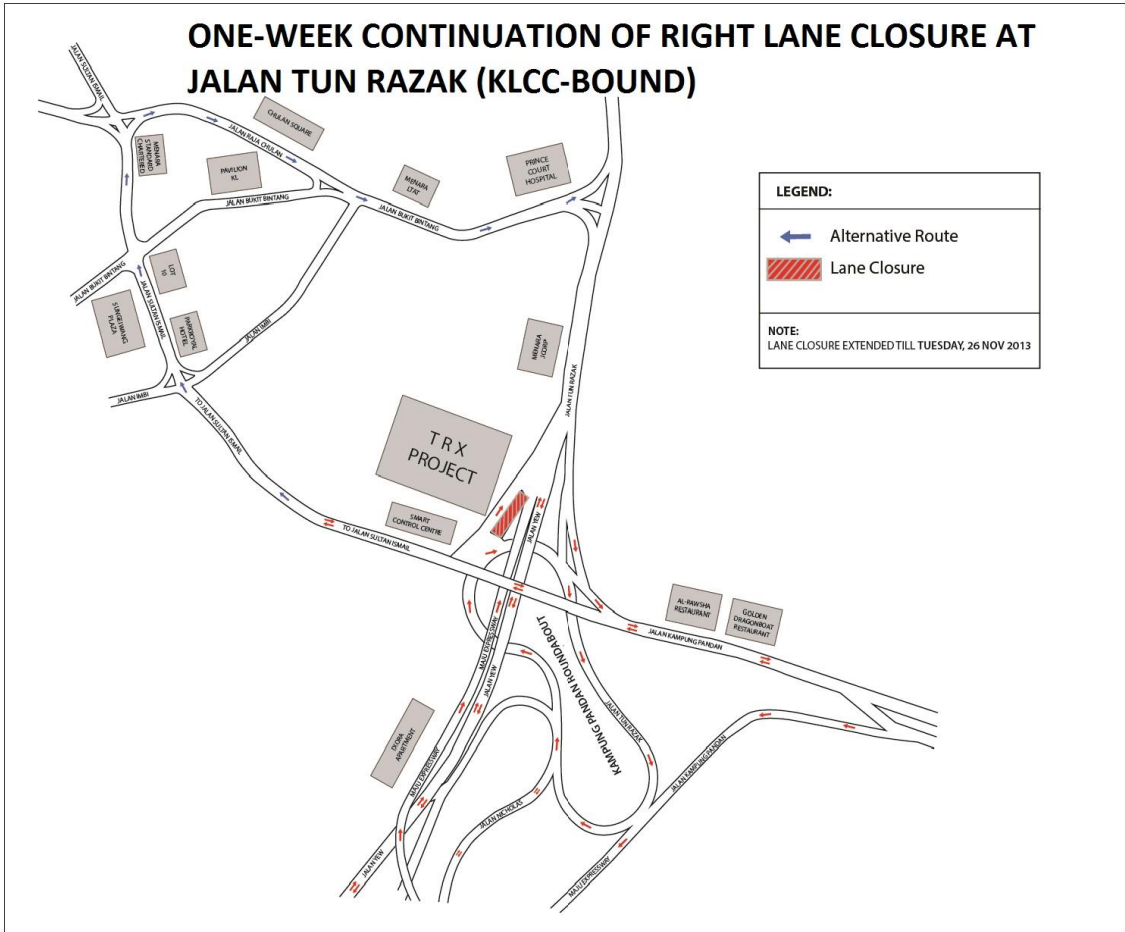 ONE-WEEK CONTINUATION OF RIGHT LANE CLOSURE AT
JALAN TUN RAZAK (KLCC-BOUND)
JALAN SULTAN ISMAIL
MENARA
STANDARD
CHARTERED
JALAN RAJA CHULAN
CHULAN SQUARE
PAVILION
KL
JALAN BUKIT BINTANG
MENARA
LTAT
JALAN BUKIT BINTANG
PRINCE
COURT
HOSPITAL
LEGEND:
Alternative Route
Lane Closure
NOTE:
LANE CLOSURE EXTENDED TILL TUESDAY, 26 NOV 2013
JALAN BUKIT BINTANG
LOT
10
JALAN SULTAN ISMAIL
SUNGEI WANG
PLAZA
PARKROYAL
HOTEL
JALAN IMBI
JALAN IMBI
TO JALAN SULTAN ISMAIL
MENARA
JCORP
JALAN TUN RAZAK
TRX
PROJECT
SMART
CONTROL CENTRE
TO JALAN SULTAN ISMAIL
JALAN YEW
AL-RAWSHA
RESTAURANT
GOLDEN
DRAGONBOAT
RESTAURANT
JALAN KAMPUNG PANDAN
MAJU EXPRESSWAY
JALAN YEW
KAMPUNG PANDAN ROUNDABOUT
JALAN TUN RAZAK
JALAN KAMPUNG PANDAN
APARTMENT
MAJU EXPRESSWAY
JALAN NICHOLAS
JALAN YEW
MAJU EXPRESSWAY